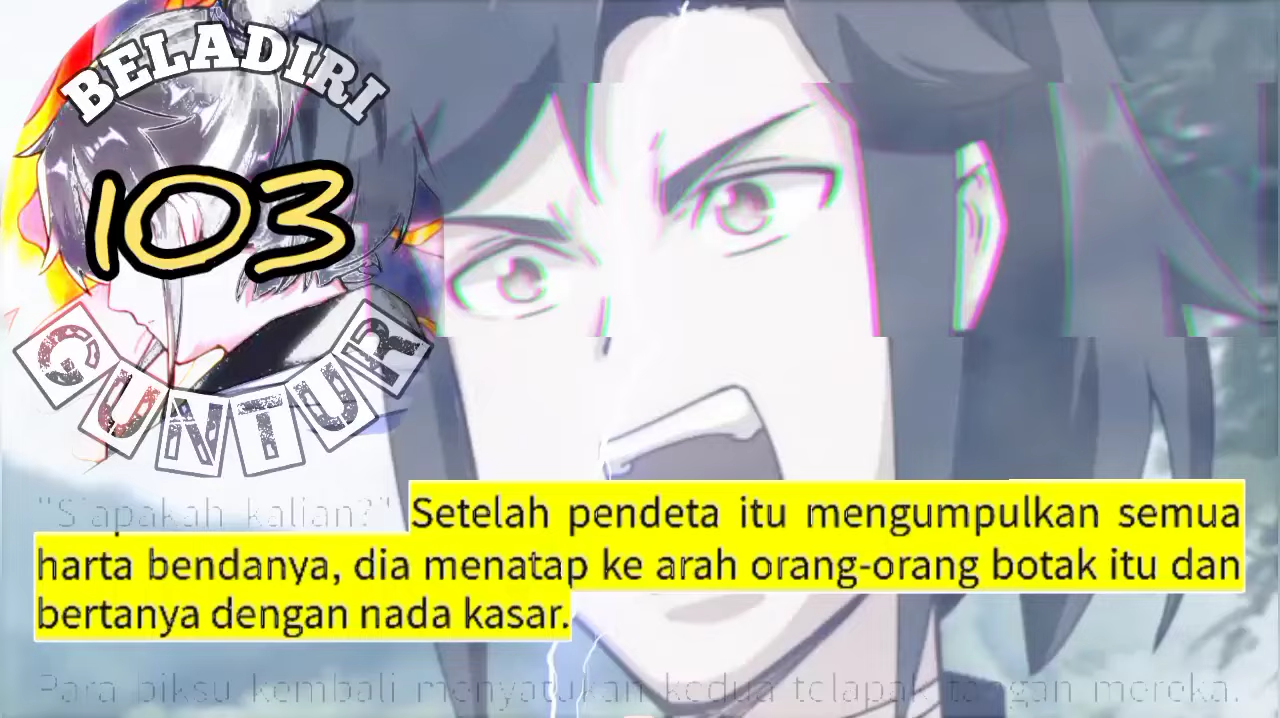 BELADIRI
103
GUNTUR
"Siapakah kalian?" Setelah pendeta itu mengumpulkan semua
harta bendanya, dia menatap ke arah orang-orang botak itu dan
bertanya dengan nada kasar.
Para biksu kembali menyatukan kedua telapak tangan mereka.